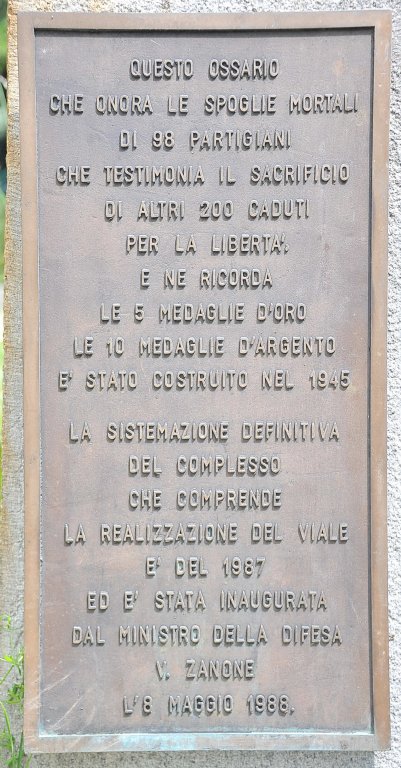 QUESTO OSSARIO
CHE ONORA LE SPOGLIE MORTALI
DI 98 PARTIGIANI
CHE TESTIMONIA IL SACRIFICIO
DI ALTRI 200 CADUTI
PER LA LIBERTA'.
E NE RICORDA
LE 5 MEDAGLIE D'ORO
LE 10 MEDAGLIE D'ARGENTO
E' STATO COSTRUITO NEL 1945
LA SISTEMAZIONE DEFINITIVA
DEL COMPLESSO
CHE COMPRENDE
LA REALIZZAZIONE DEL VIALE
E' DEL 1987
ED E' STATA INAUGURATA
DAL MINISTRO DELLA DIFESA
V. ZANONE
L'8 MAGGIO 1988.